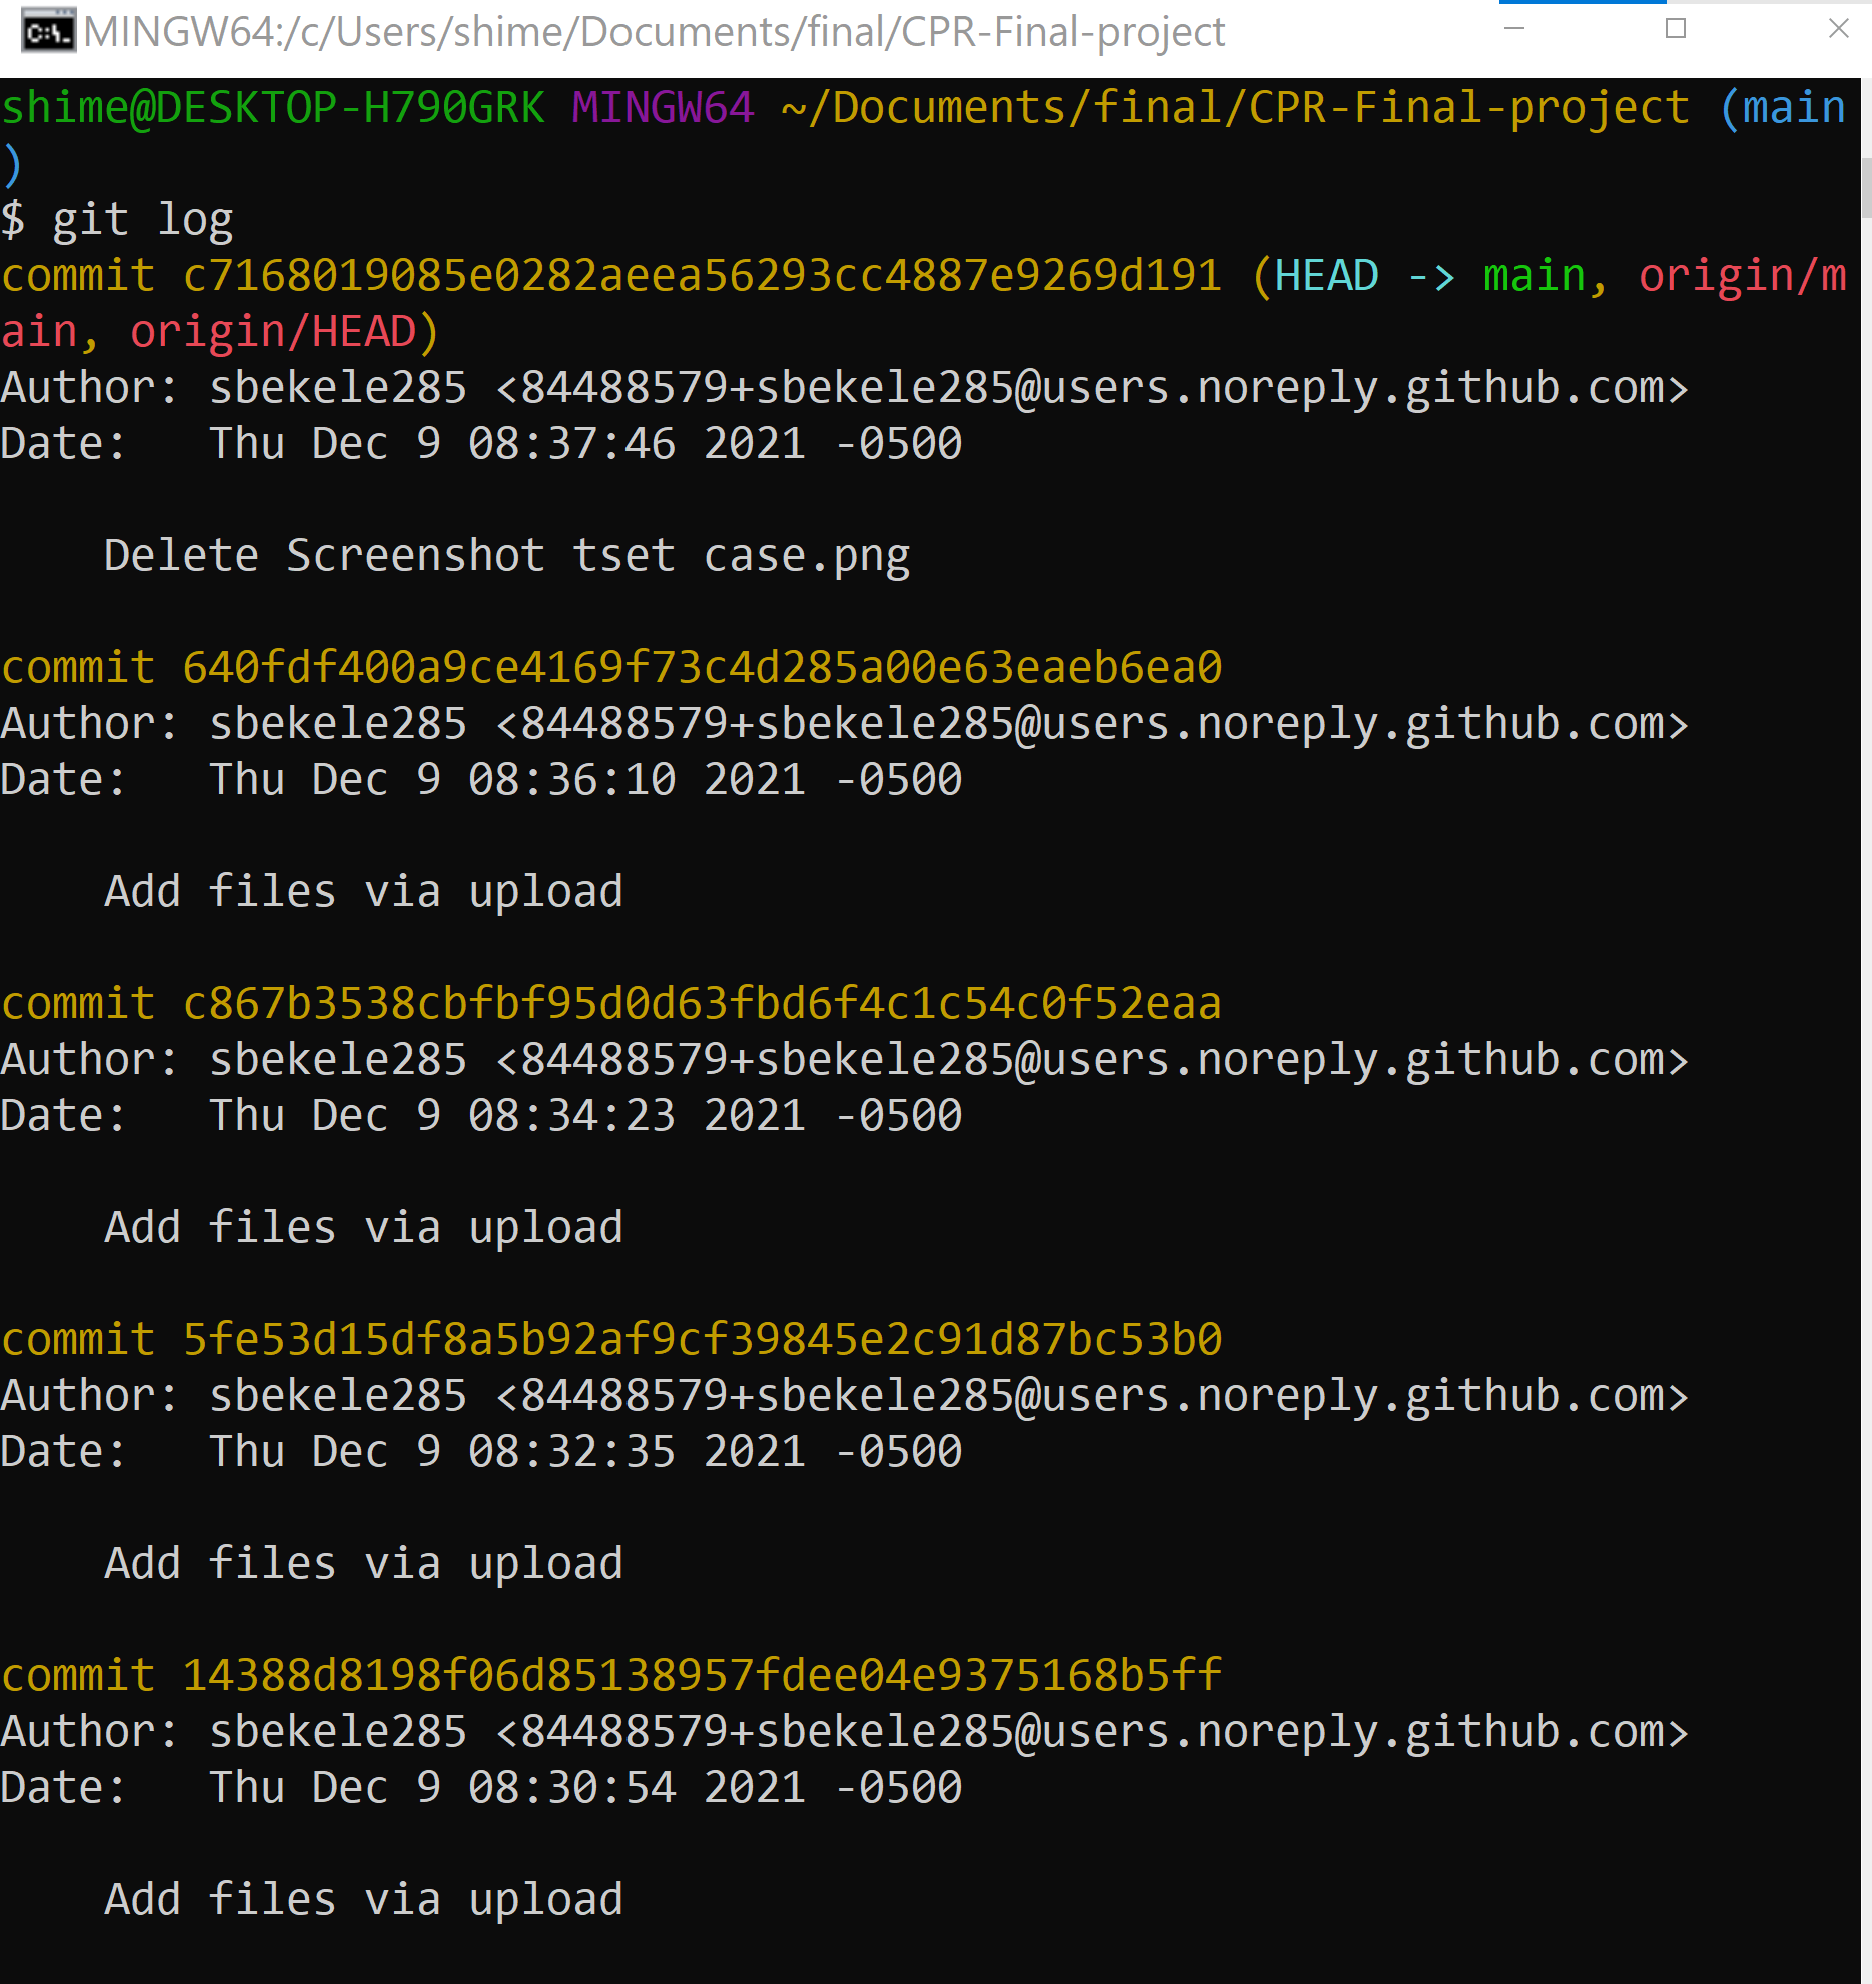 MINGW64:/c/Users/shime/Documents/final/CPR-Final-project
shime@DESKTOP-H790GRK MINGW64 ~/Documents/final/CPR-Final-project (main
)
$ git log
commit c7168019085e0282aeea56293cc4887e9269d191 (HEAD -> main, origin/m
ain, origin/HEAD)
Author: sbekele285 <84488579+sbekele285@users.noreply.github.com>
Date:   Thu Dec 9 08:37:46 2021 -0500
    Delete Screenshot tset case.png
commit 640fdf400a9ce4169f73c4d285a00e63eaeb6ea0
Author: sbekele285 <84488579+sbekele285@users.noreply.github.com>
Date:   Thu Dec 9 08:36:10 2021 -0500
    Add files via upload
commit c867b3538cbfbf95d0d63fbd6f4c1c54c0f52eaa
Author: sbekele285 <84488579+sbekele285@users.noreply.github.com>
Date:   Thu Dec 9 08:34:23 2021 -0500
    Add files via upload
commit 5fe53d15df8a5b92af9cf39845e2c91d87bc53b0
Author: sbekele285 <84488579+sbekele285@users.noreply.github.com>
Date:   Thu Dec 9 08:32:35 2021 -0500
    Add files via upload
commit 14388d8198f06d85138957fdee04e9375168b5ff
Author: sbekele285 <84488579+sbekele285@users.noreply.github.com>
Date:   Thu Dec 9 08:30:54 2021 -0500
    Add files via upload